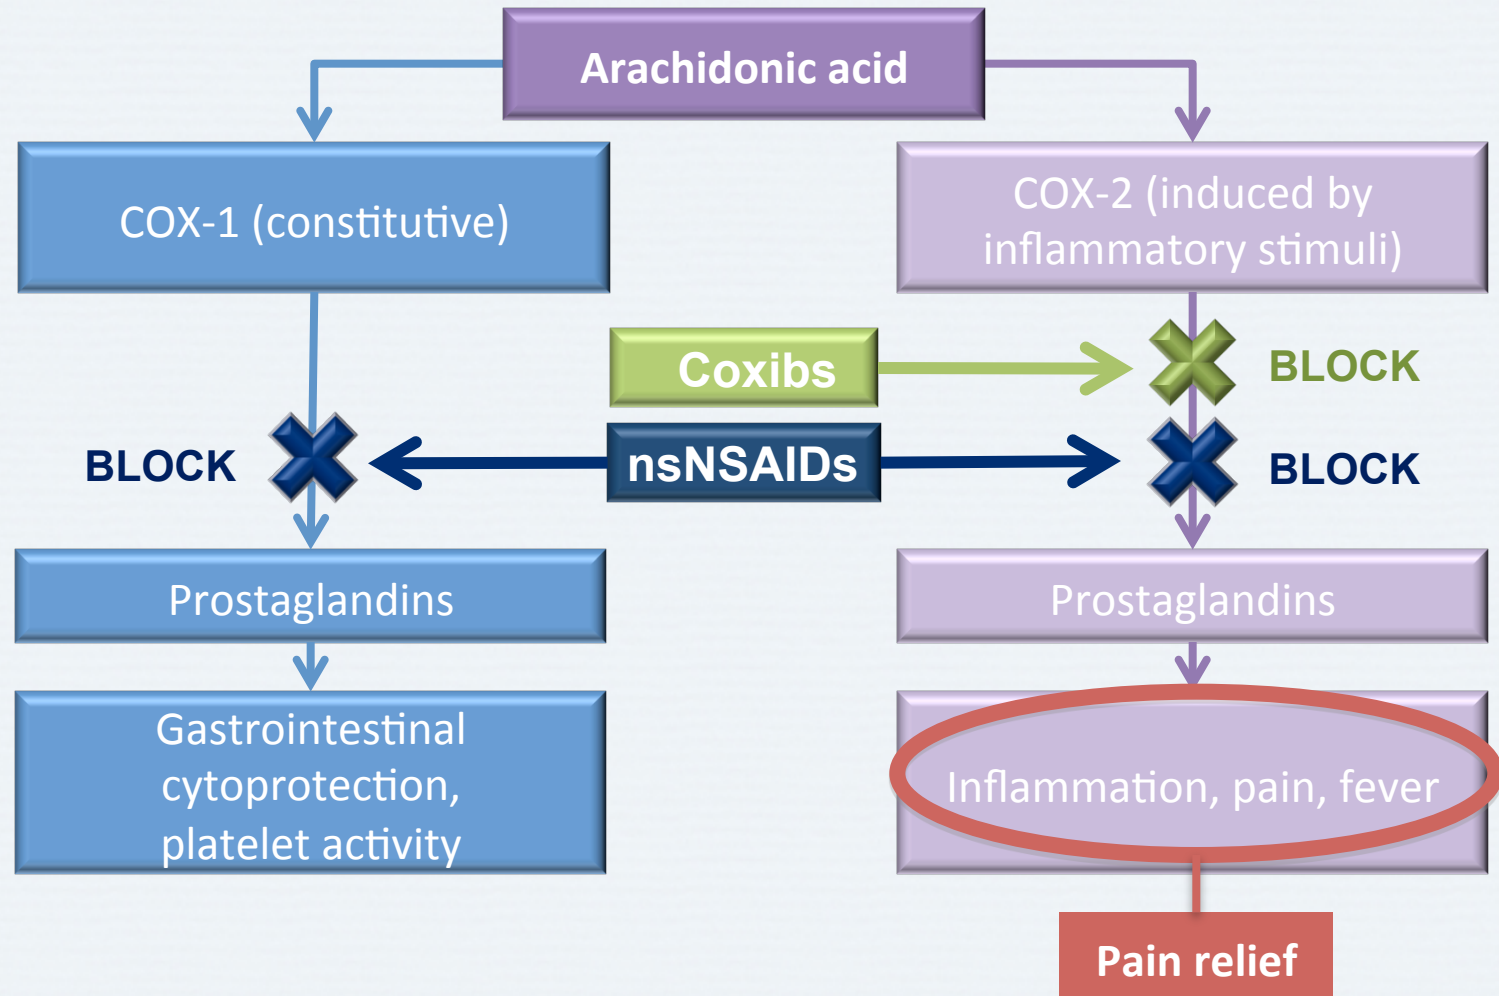 Arachidonic acid
COX-1 (constitutive)
COX-2 (induced by
inflammatory stimuli)
Coxibs
BLOCK
BLOCK
nsNSAIDs
BLOCK
Prostaglandins
Prostaglandins
Gastrointestinal
cytoprotection,
platelet activity
Inflammation, pain, fever
Pain relief